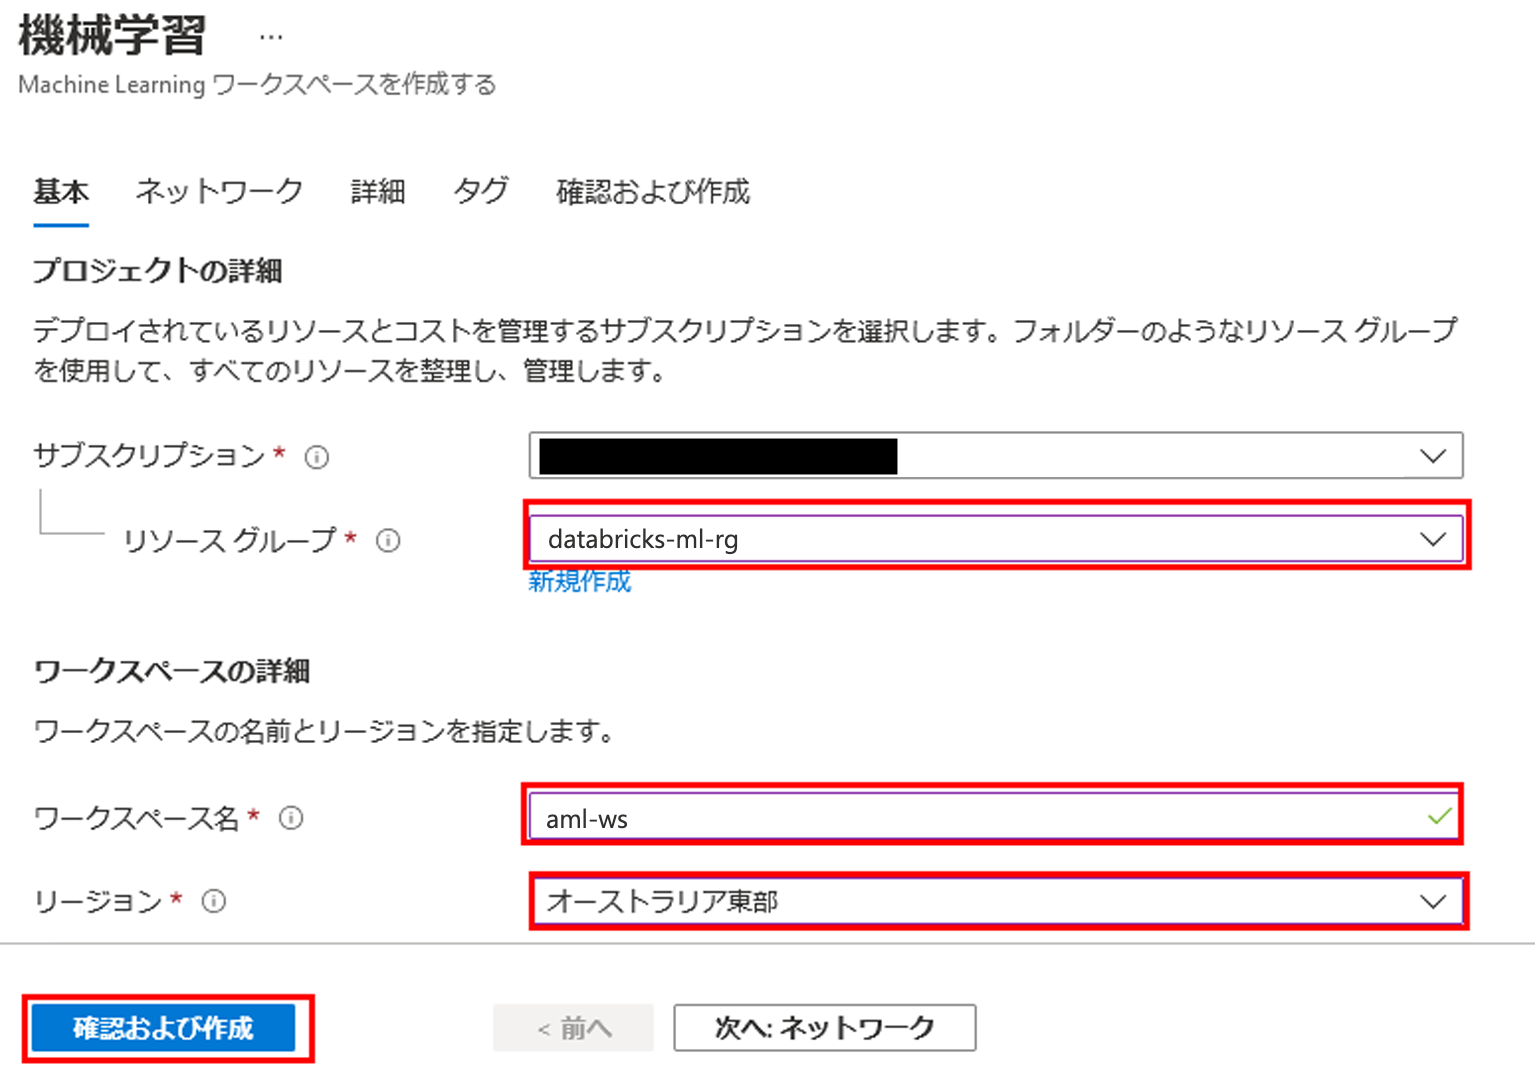 機械学習 …
Machine Learning ワークスペースを作成する
基本 ネットワーク 詳細 タグ 確認および作成
プロジェクトの詳細
デプロイされているリソースとコストを管理するサブスクリプションを選択します。フォルダーのようなリソース グループ
を使用して、すべてのリソースを整理し、管理します。
サブスクリプション *
リソース グループ * databricks-ml-rg
新規作成
ワークスペースの詳細
ワークスペースの名前とリージョンを指定します。
ワークスペース名 * aml-ws
リージョン * オーストラリア東部
確認および作成 < 前へ 次へ: ネットワーク